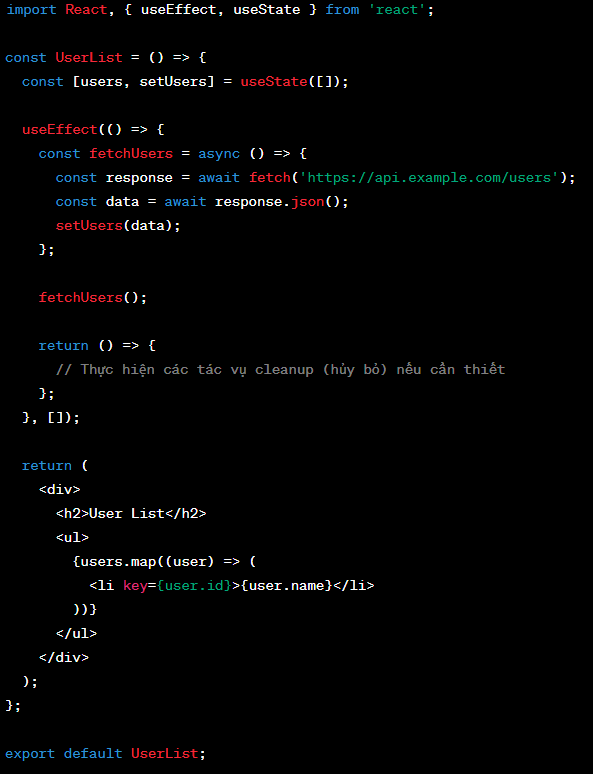 import React, { useEffect, useState } from 'react';

const UserList = () => {
  const [users, setUsers] = useState([]);

  useEffect(() => {
    const fetchUsers = async () => {
      const response = await fetch('https://api.example.com/users');
      const data = await response.json();
      setUsers(data);
    };

    fetchUsers();

    return () => {
      // Thực hiện các tác vụ cleanup (hủy bỏ) nếu cần thiết
    };
  }, []);

  return (
    <div>
      <h2>User List</h2>
      <ul>
        {users.map((user) => (
          <li key={user.id}>{user.name}</li>
        ))}
      </ul>
    </div>
  );
};

export default UserList;